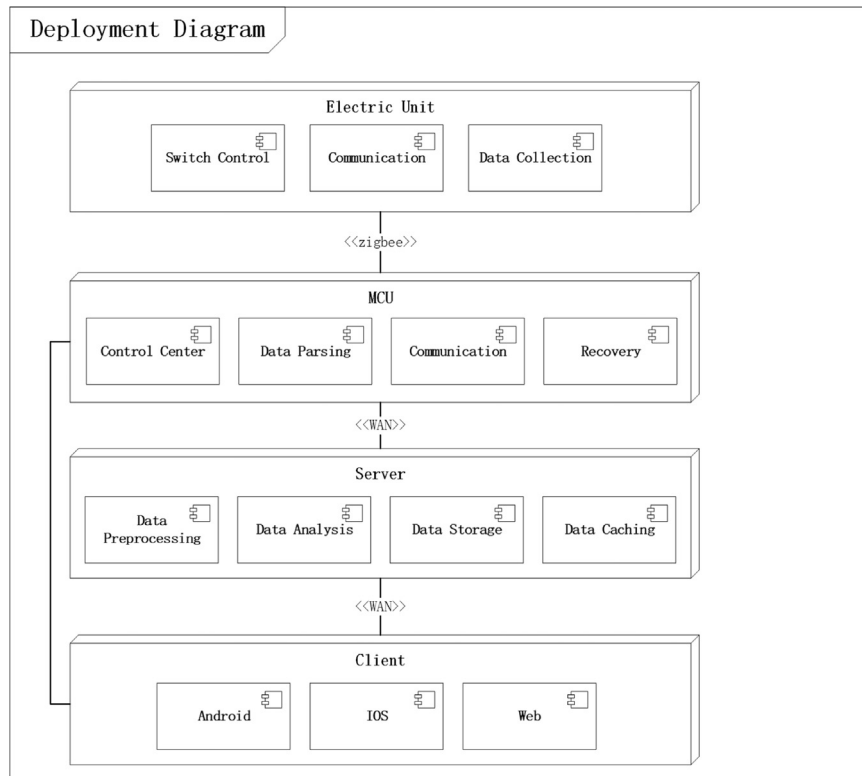 Deployment Diagram
Electric Unit
Switch Control
Communication
Data Collection
<<zigbee>>
MCU
Control Center
Data Parsing
Communication
Recovery
<<WAN>>
Server
Data
Preprocessing
Data Analysis
Data Storage
Data Caching
<<WAN>>
Client
Android
IOS
Web